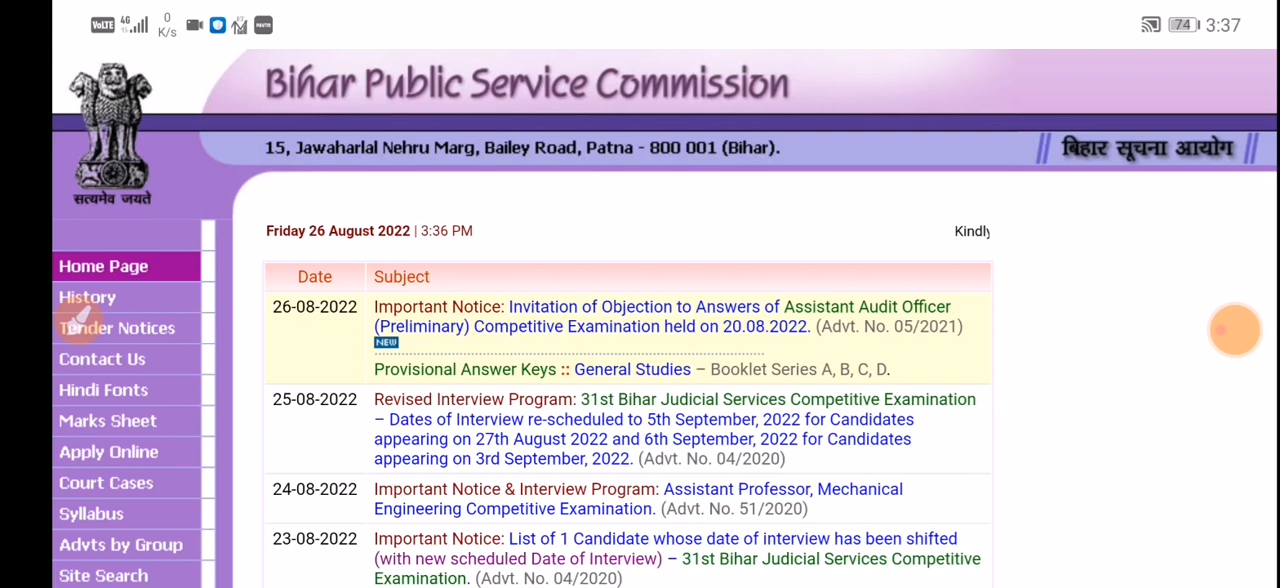 VoLTE 4G 0 K/s 74 3:37
Bihar Public Service Commission
15, Jawaharlal Nehru Marg, Bailey Road, Patna - 800 001 (Bihar). // बिहार सूचना आयोग //
सत्यमेव जयते
Friday 26 August 2022 | 3:36 PM Kindly
Home Page
History
Tender Notices
Contact Us
Hindi Fonts
Marks Sheet
Apply Online
Court Cases
Syllabus
Advts by Group
Site Search
Date Subject
26-08-2022 Important Notice: Invitation of Objection to Answers of Assistant Audit Officer
(Preliminary) Competitive Examination held on 20.08.2022. (Advt. No. 05/2021)
NEW
Provisional Answer Keys :: General Studies – Booklet Series A, B, C, D.
25-08-2022 Revised Interview Program: 31st Bihar Judicial Services Competitive Examination
– Dates of Interview re-scheduled to 5th September, 2022 for Candidates
appearing on 27th August 2022 and 6th September, 2022 for Candidates
appearing on 3rd September, 2022. (Advt. No. 04/2020)
24-08-2022 Important Notice & Interview Program: Assistant Professor, Mechanical
Engineering Competitive Examination. (Advt. No. 51/2020)
23-08-2022 Important Notice: List of 1 Candidate whose date of interview has been shifted
(with new scheduled Date of Interview) – 31st Bihar Judicial Services Competitive
Examination. (Advt. No. 04/2020)